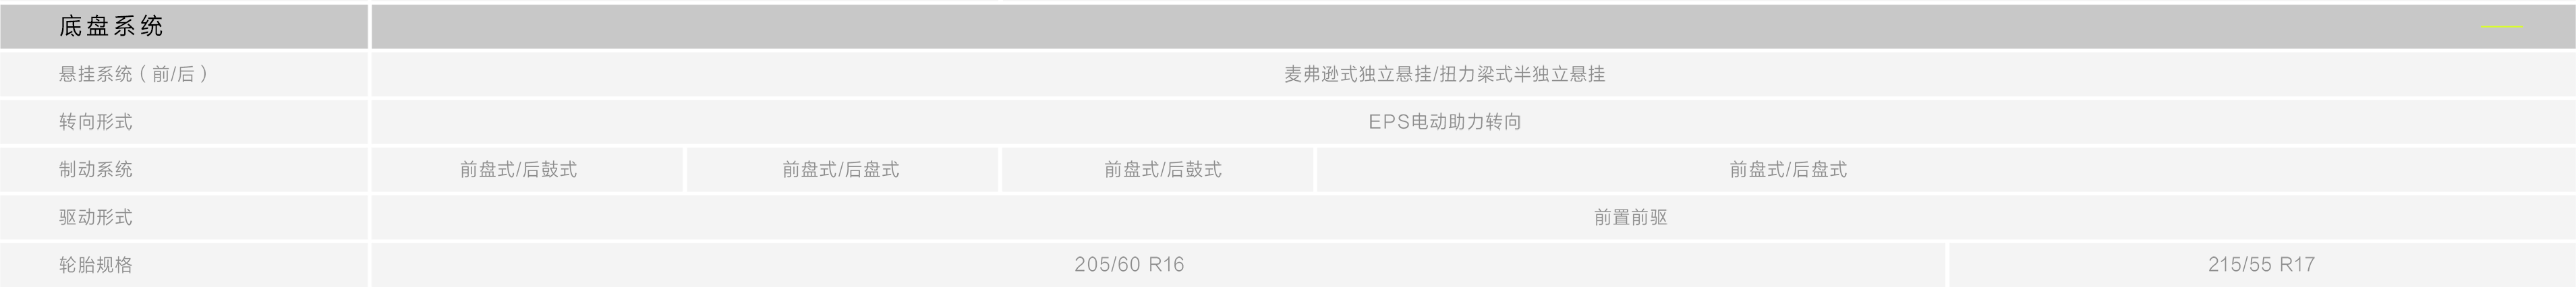 底盘系统
悬挂系统（前/后） 麦弗逊式独立悬挂/扭力梁式半独立悬挂
转向形式 EPS电动助力转向
制动系统 前盘式/后鼓式 前盘式/后盘式 前盘式/后鼓式 前盘式/后盘式
驱动形式 前置前驱
轮胎规格 205/60 R16 215/55 R17